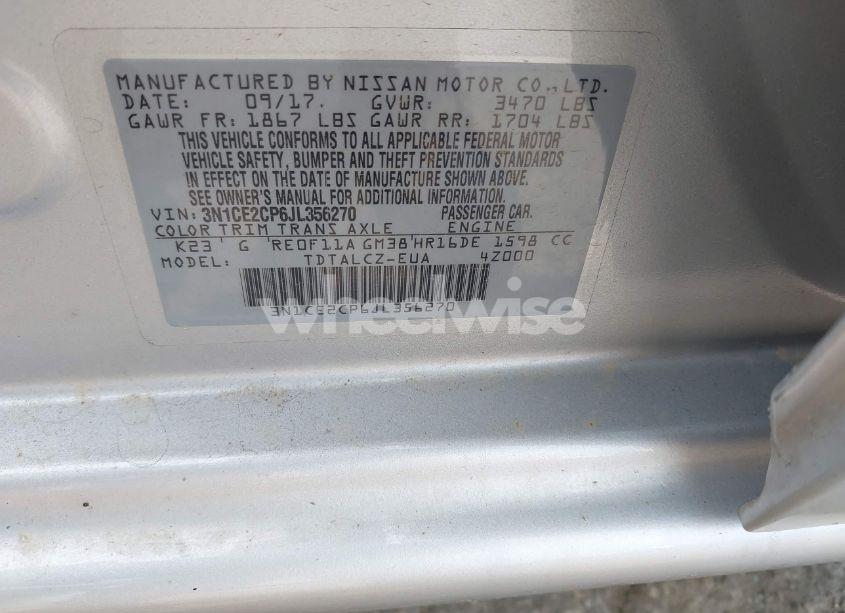 MANUFACTURED BY NISSAN MOTOR CO., LTD.
DATE: 09/17. GVWR: 3470 LBS
GAWR FR: 1867 LBS GAWR RR: 1704 LBS
THIS VEHICLE CONFORMS TO ALL APPLICABLE FEDERAL MOTOR
VEHICLE SAFETY, BUMPER AND THEFT PREVENTION STANDARDS
IN EFFECT ON THE DATE OF MANUFACTURE SHOWN ABOVE.
SEE OWNER'S MANUAL FOR ADDITIONAL INFORMATION.
VIN: 3N1CE2CP6JL356270 PASSENGER CAR.
COLOR TRIM TRANS AXLE ENGINE
K23 G RE0F11A GM38 HR16DE 1598 CC
MODEL: TDTALCZ-EUA 4Z000
3N1CE2CP6JL356270
wheelwise